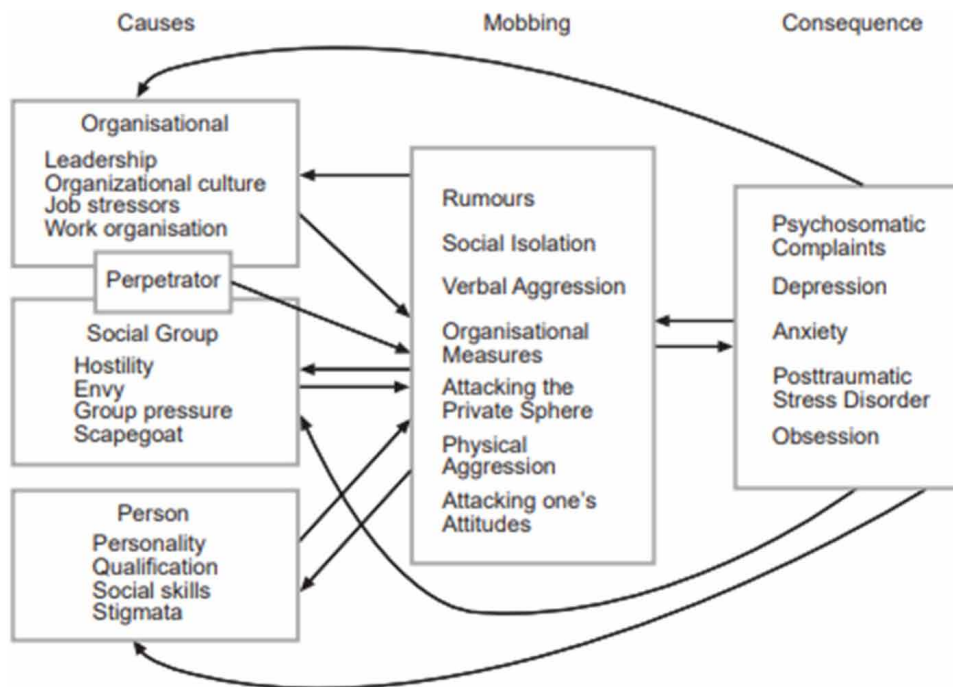 Causes
Mobbing
Consequence
Organisational
Leadership
Organizational culture
Job stressors
Work organisation
Perpetrator
Social Group
Hostility
Envy
Group pressure
Scapegoat
Person
Personality
Qualification
Social skills
Stigmata
Rumours
Social Isolation
Verbal Aggression
Organisational
Measures
Attacking the
Private Sphere
Physical
Aggression
Attacking one's
Attitudes
Psychosomatic
Complaints
Depression
Anxiety
Posttraumatic
Stress Disorder
Obsession